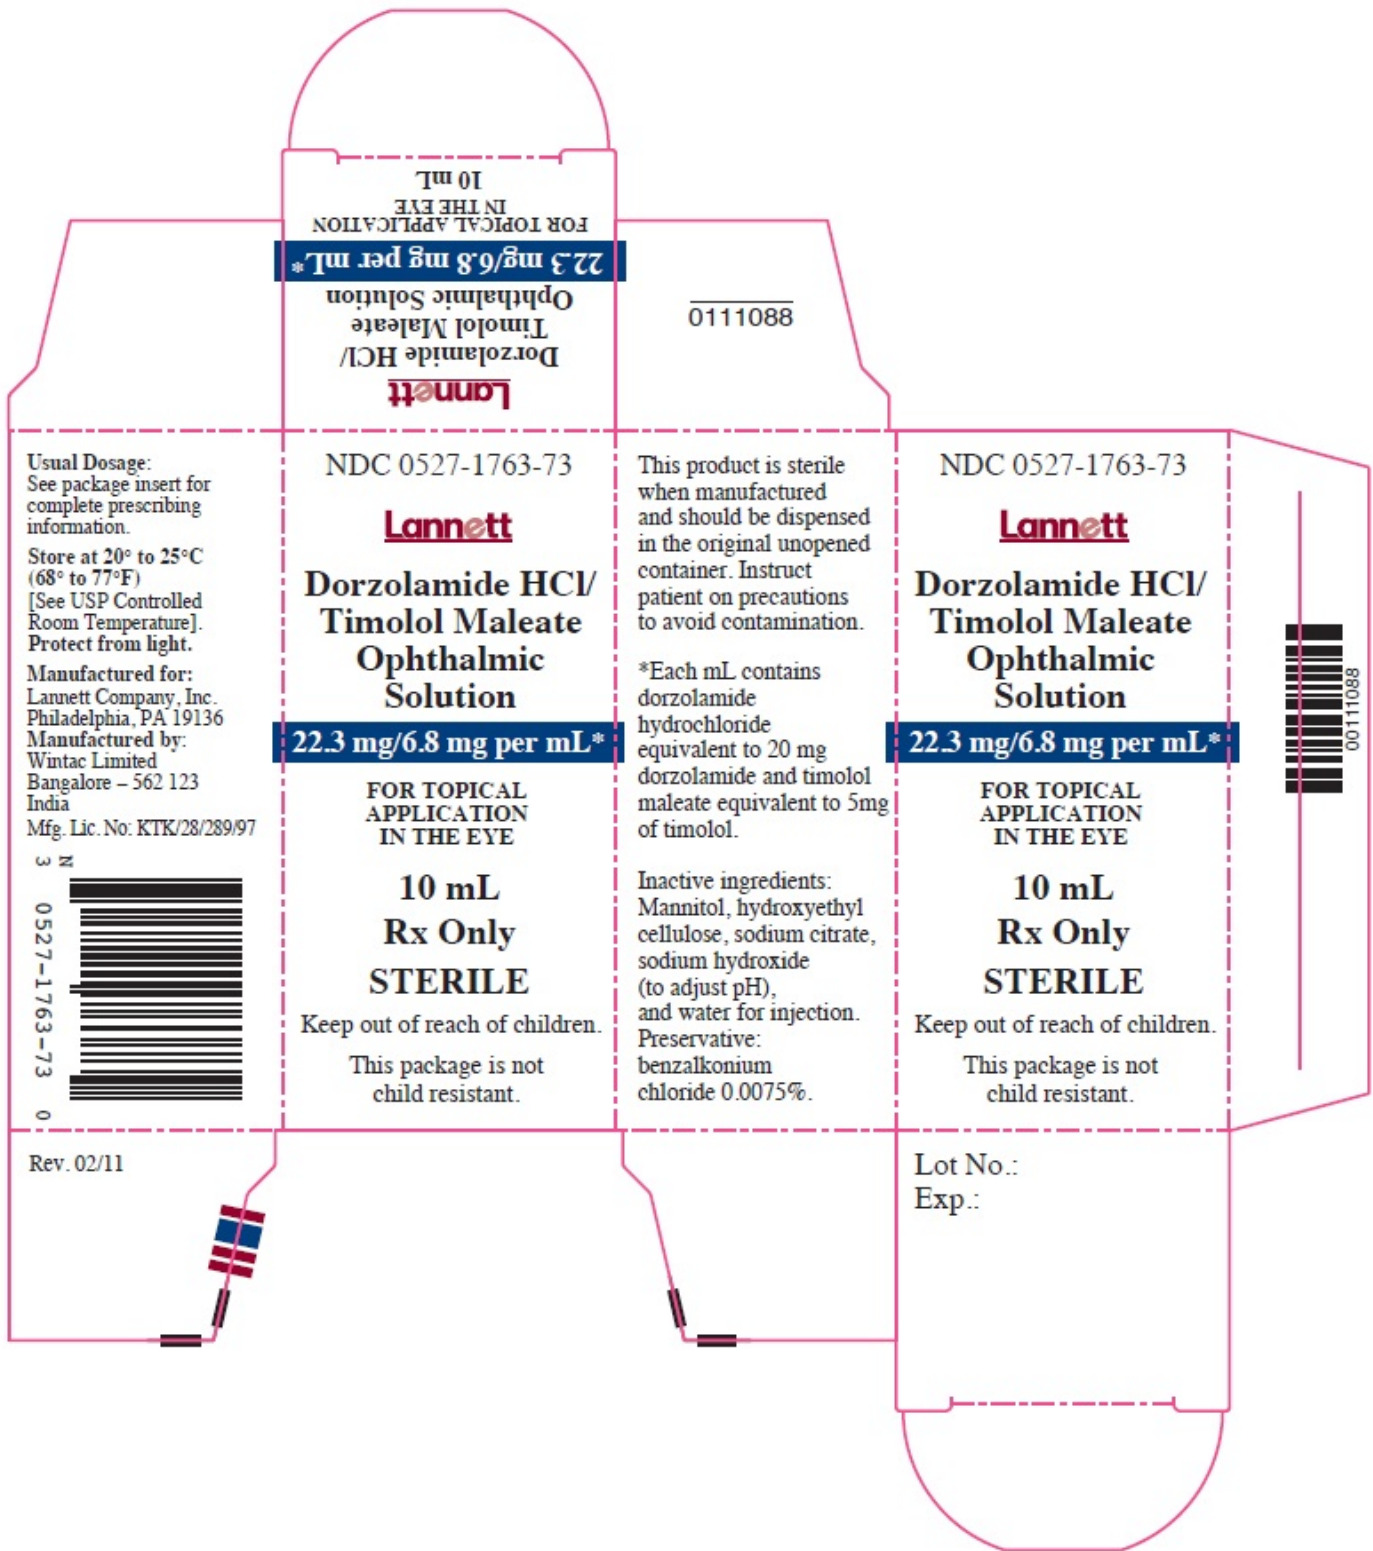 10 mL
IN THE EYE
FOR TOPICAL APPLICATION
22.3 mg/6.8 mg per mL*
Ophthalmic Solution
Timolol Maleate
Dorzolamide HCl/
Lannett
0111088
Usual Dosage:
See package insert for
complete prescribing
information.
Store at 20° to 25°C
(68° to 77°F)
[See USP Controlled
Room Temperature].
Protect from light.
Manufactured for:
Lannett Company, Inc.
Philadelphia, PA 19136
Manufactured by:
Wintac Limited
Bangalore – 562 123
India
Mfg. Lic. No: KTK/28/289/97
N
3 0527-1763-73 0
NDC 0527-1763-73
Lannett
Dorzolamide HCl/
Timolol Maleate
Ophthalmic
Solution
22.3 mg/6.8 mg per mL*
FOR TOPICAL
APPLICATION
IN THE EYE
10 mL
Rx Only
STERILE
Keep out of reach of children.
This package is not
child resistant.
This product is sterile
when manufactured
and should be dispensed
in the original unopened
container. Instruct
patient on precautions
to avoid contamination.
*Each mL contains
dorzolamide
hydrochloride
equivalent to 20 mg
dorzolamide and timolol
maleate equivalent to 5mg
of timolol.
Inactive ingredients:
Mannitol, hydroxyethyl
cellulose, sodium citrate,
sodium hydroxide
(to adjust pH),
and water for injection.
Preservative:
benzalkonium
chloride 0.0075%.
NDC 0527-1763-73
Lannett
Dorzolamide HCl/
Timolol Maleate
Ophthalmic
Solution
22.3 mg/6.8 mg per mL*
FOR TOPICAL
APPLICATION
IN THE EYE
10 mL
Rx Only
STERILE
Keep out of reach of children.
This package is not
child resistant.
00111088
Rev. 02/11
Lot No.:
Exp.: